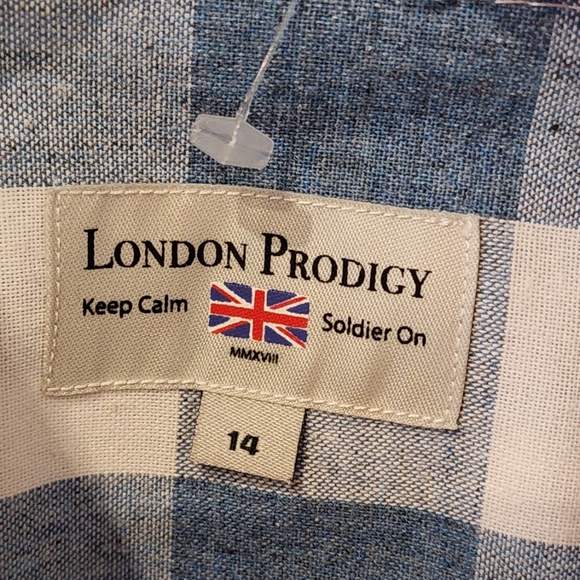 LONDON PRODIGY
Keep Calm
Soldier On
MMXVIII
14